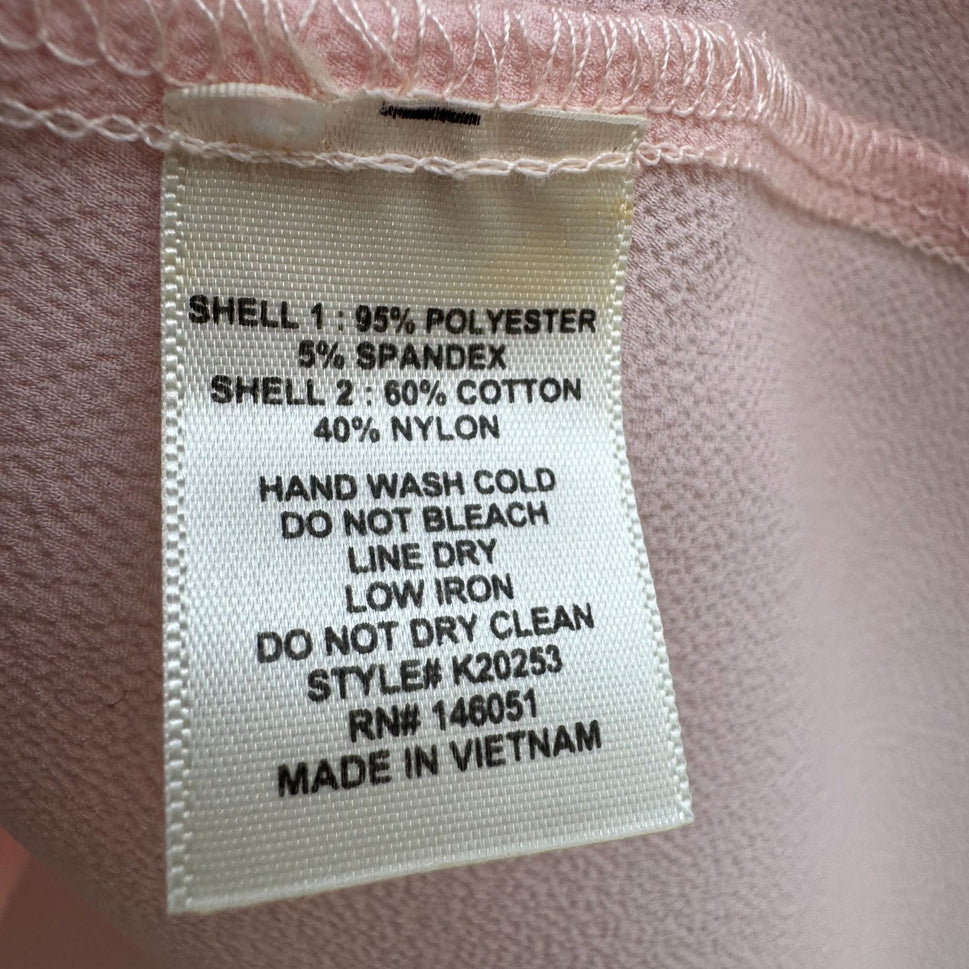 SHELL 1 : 95% POLYESTER
5% SPANDEX
SHELL 2 : 60% COTTON
40% NYLON
HAND WASH COLD
DO NOT BLEACH
LINE DRY
LOW IRON
DO NOT DRY CLEAN
STYLE# K20253
RN# 146051
MADE IN VIETNAM